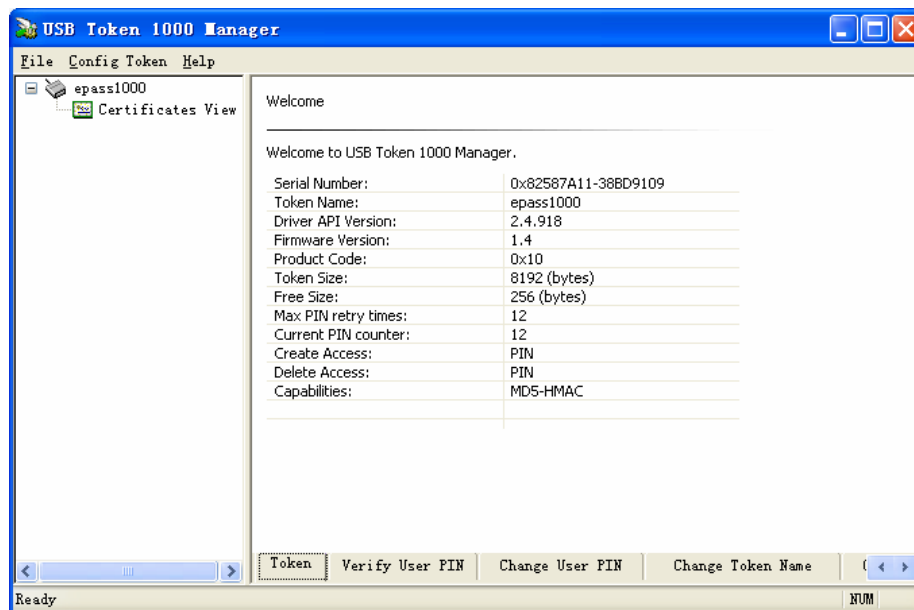 USB Token 1000 Manager
File Config Token Help
epass1000
Certificates View
Welcome
Welcome to USB Token 1000 Manager.
Serial Number: 0x82587A11-38BD9109
Token Name: epass1000
Driver API Version: 2.4.918
Firmware Version: 1.4
Product Code: 0x10
Token Size: 8192 (bytes)
Free Size: 256 (bytes)
Max PIN retry times: 12
Current PIN counter: 12
Create Access: PIN
Delete Access: PIN
Capabilities: MD5-HMAC
Token Verify User PIN Change User PIN Change Token Name
Ready NUM